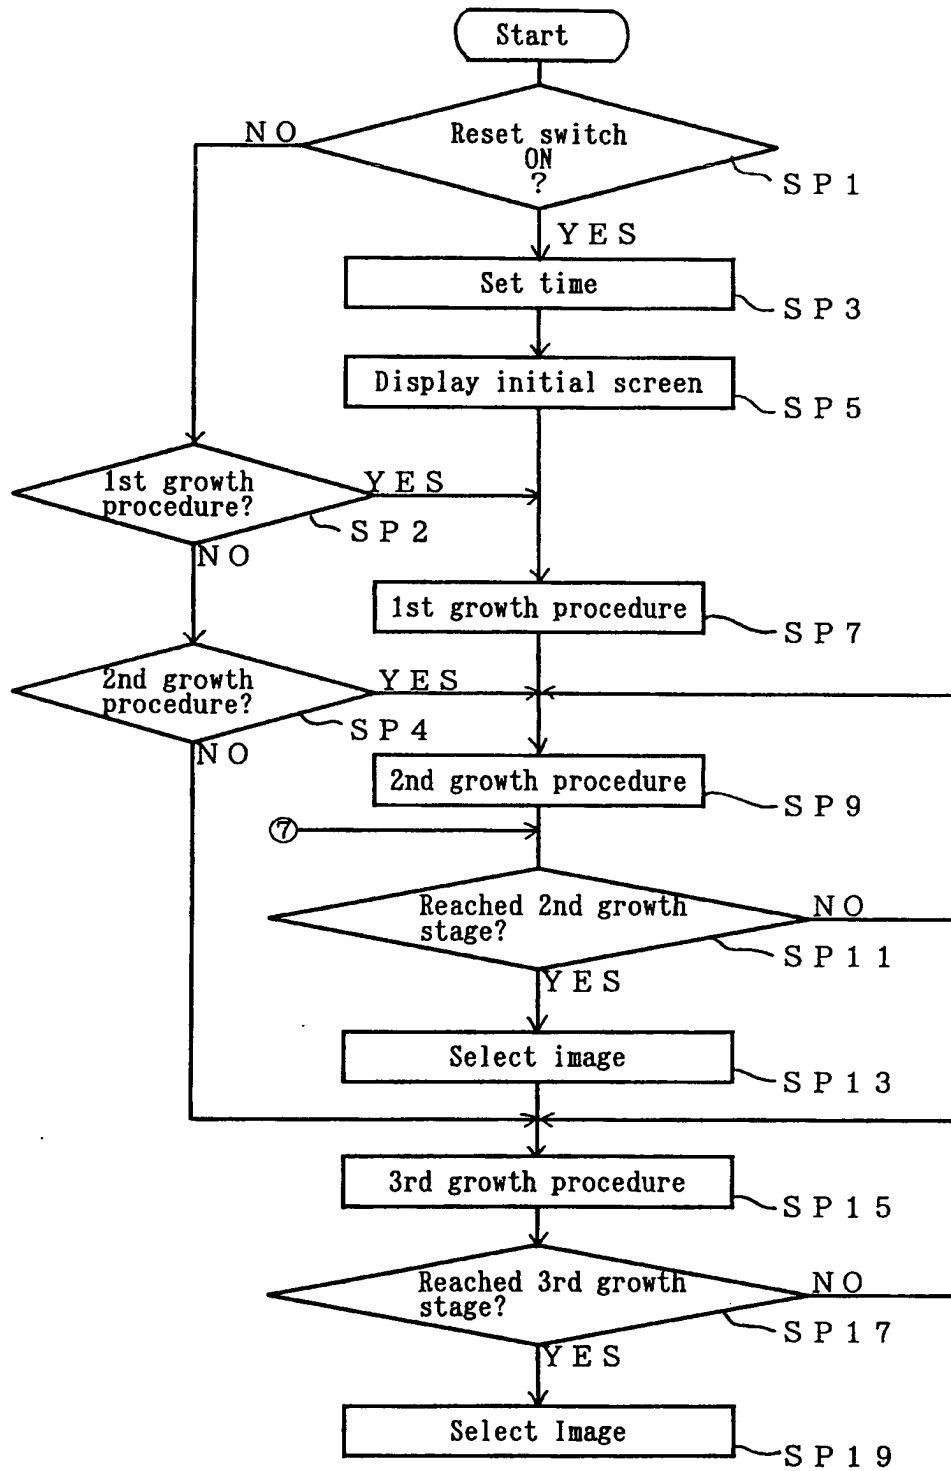 Start
NO
Reset switch
ON
?
SP1
YES
Set time
SP3
Display initial screen
SP5
1st growth
procedure?
YES
SP2
NO
1st growth procedure
SP7
2nd growth
procedure?
YES
SP4
NO
2nd growth procedure
SP9
⑦
Reached 2nd growth
stage?
NO
SP11
YES
Select image
SP13
3rd growth procedure
SP15
Reached 3rd growth
stage?
NO
SP17
YES
Select Image
SP19